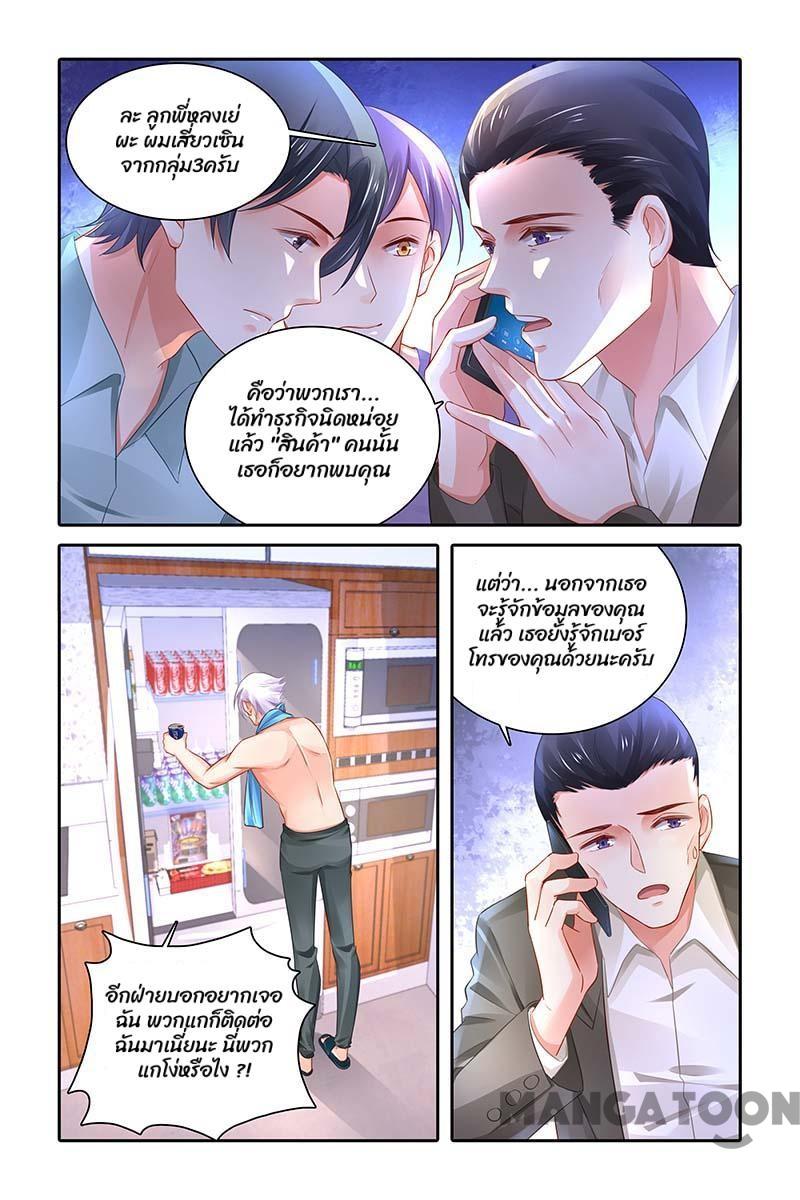 ละ ลูกพี่หลงเย่
ผะ ผมเสี่ยวเซิน
จากกลุ่ม3ครับ
คือว่าพวกเรา...
ได้ทำธุรกิจนิดหน่อย
แล้ว "สินค้า" คนนั้น
เธอก็อยากพบคุณ
อีกฝ่ายบอกอยากเจอ
ฉัน พวกแกก็ติดต่อ
ฉันมาเนี่ยนะ นี่พวก
แกโง่หรือไง ?!
แต่ว่า... นอกจากเธอ
จะรู้จักข้อมูลของคุณ
แล้ว เธอยังรู้จักเบอร์
โทรของคุณด้วยนะครับ
MANGATOON